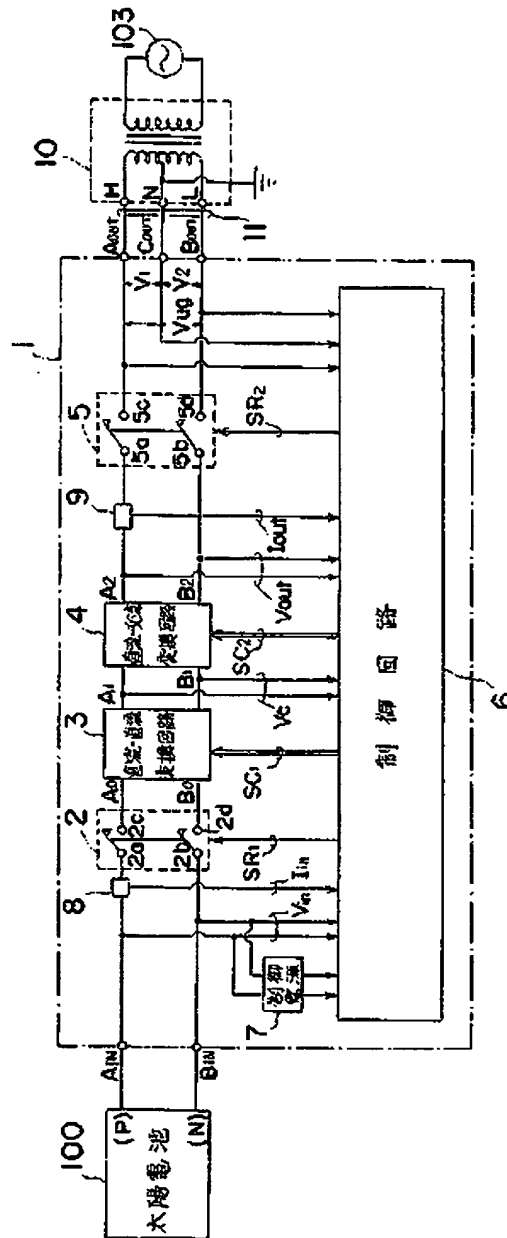 1
100
太陽電池
(P)
(N)
AIN
BIN
8
2
2a
2c
2b
2d
A0
B0
3
直流-直流
変換回路
A1
B1
4
直流-交流
変換回路
A2
B2
9
5
5a
5c
5b
5d
Vug
V1
V2
AOUT
COUT
BOUT
11
10
H
N
L
103
7
制御
電源
Vin
Iin
SR1
SC1
Vc
SC2
Vout
Iout
SR2
制御回路
6